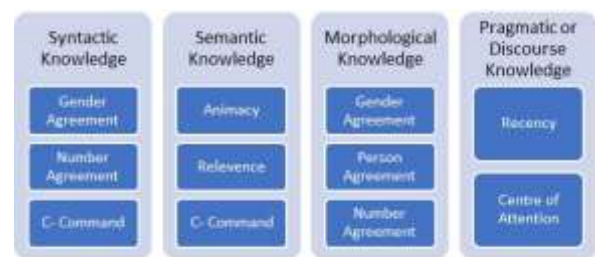 Syntactic
Knowledge
Gender
Agreement
Number
Agreement
C- Command
Semantic
Knowledge
Animacy
Relevence
C- Command
Morphological
Knowledge
Gender
Agreement
Person
Agreement
Number
Agreement
Pragmatic or
Discourse
Knowledge
Recency
Centre of
Attention